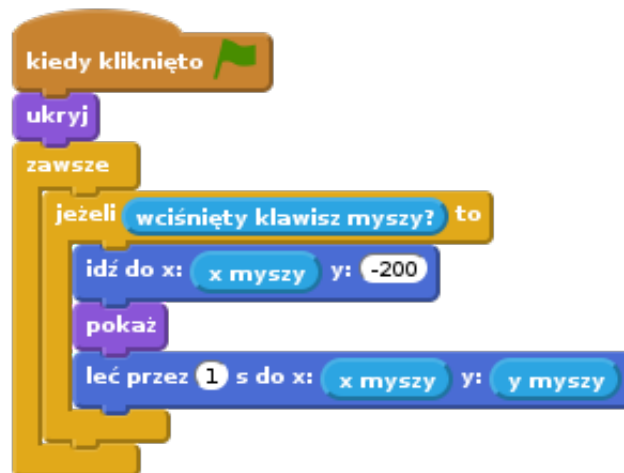 kiedy kliknięto
ukryj
zawsze
jeżeli wciśnięty klawisz myszy? to
idź do x: x myszy y: -200
pokaż
leć przez 1 s do x: x myszy y: y myszy